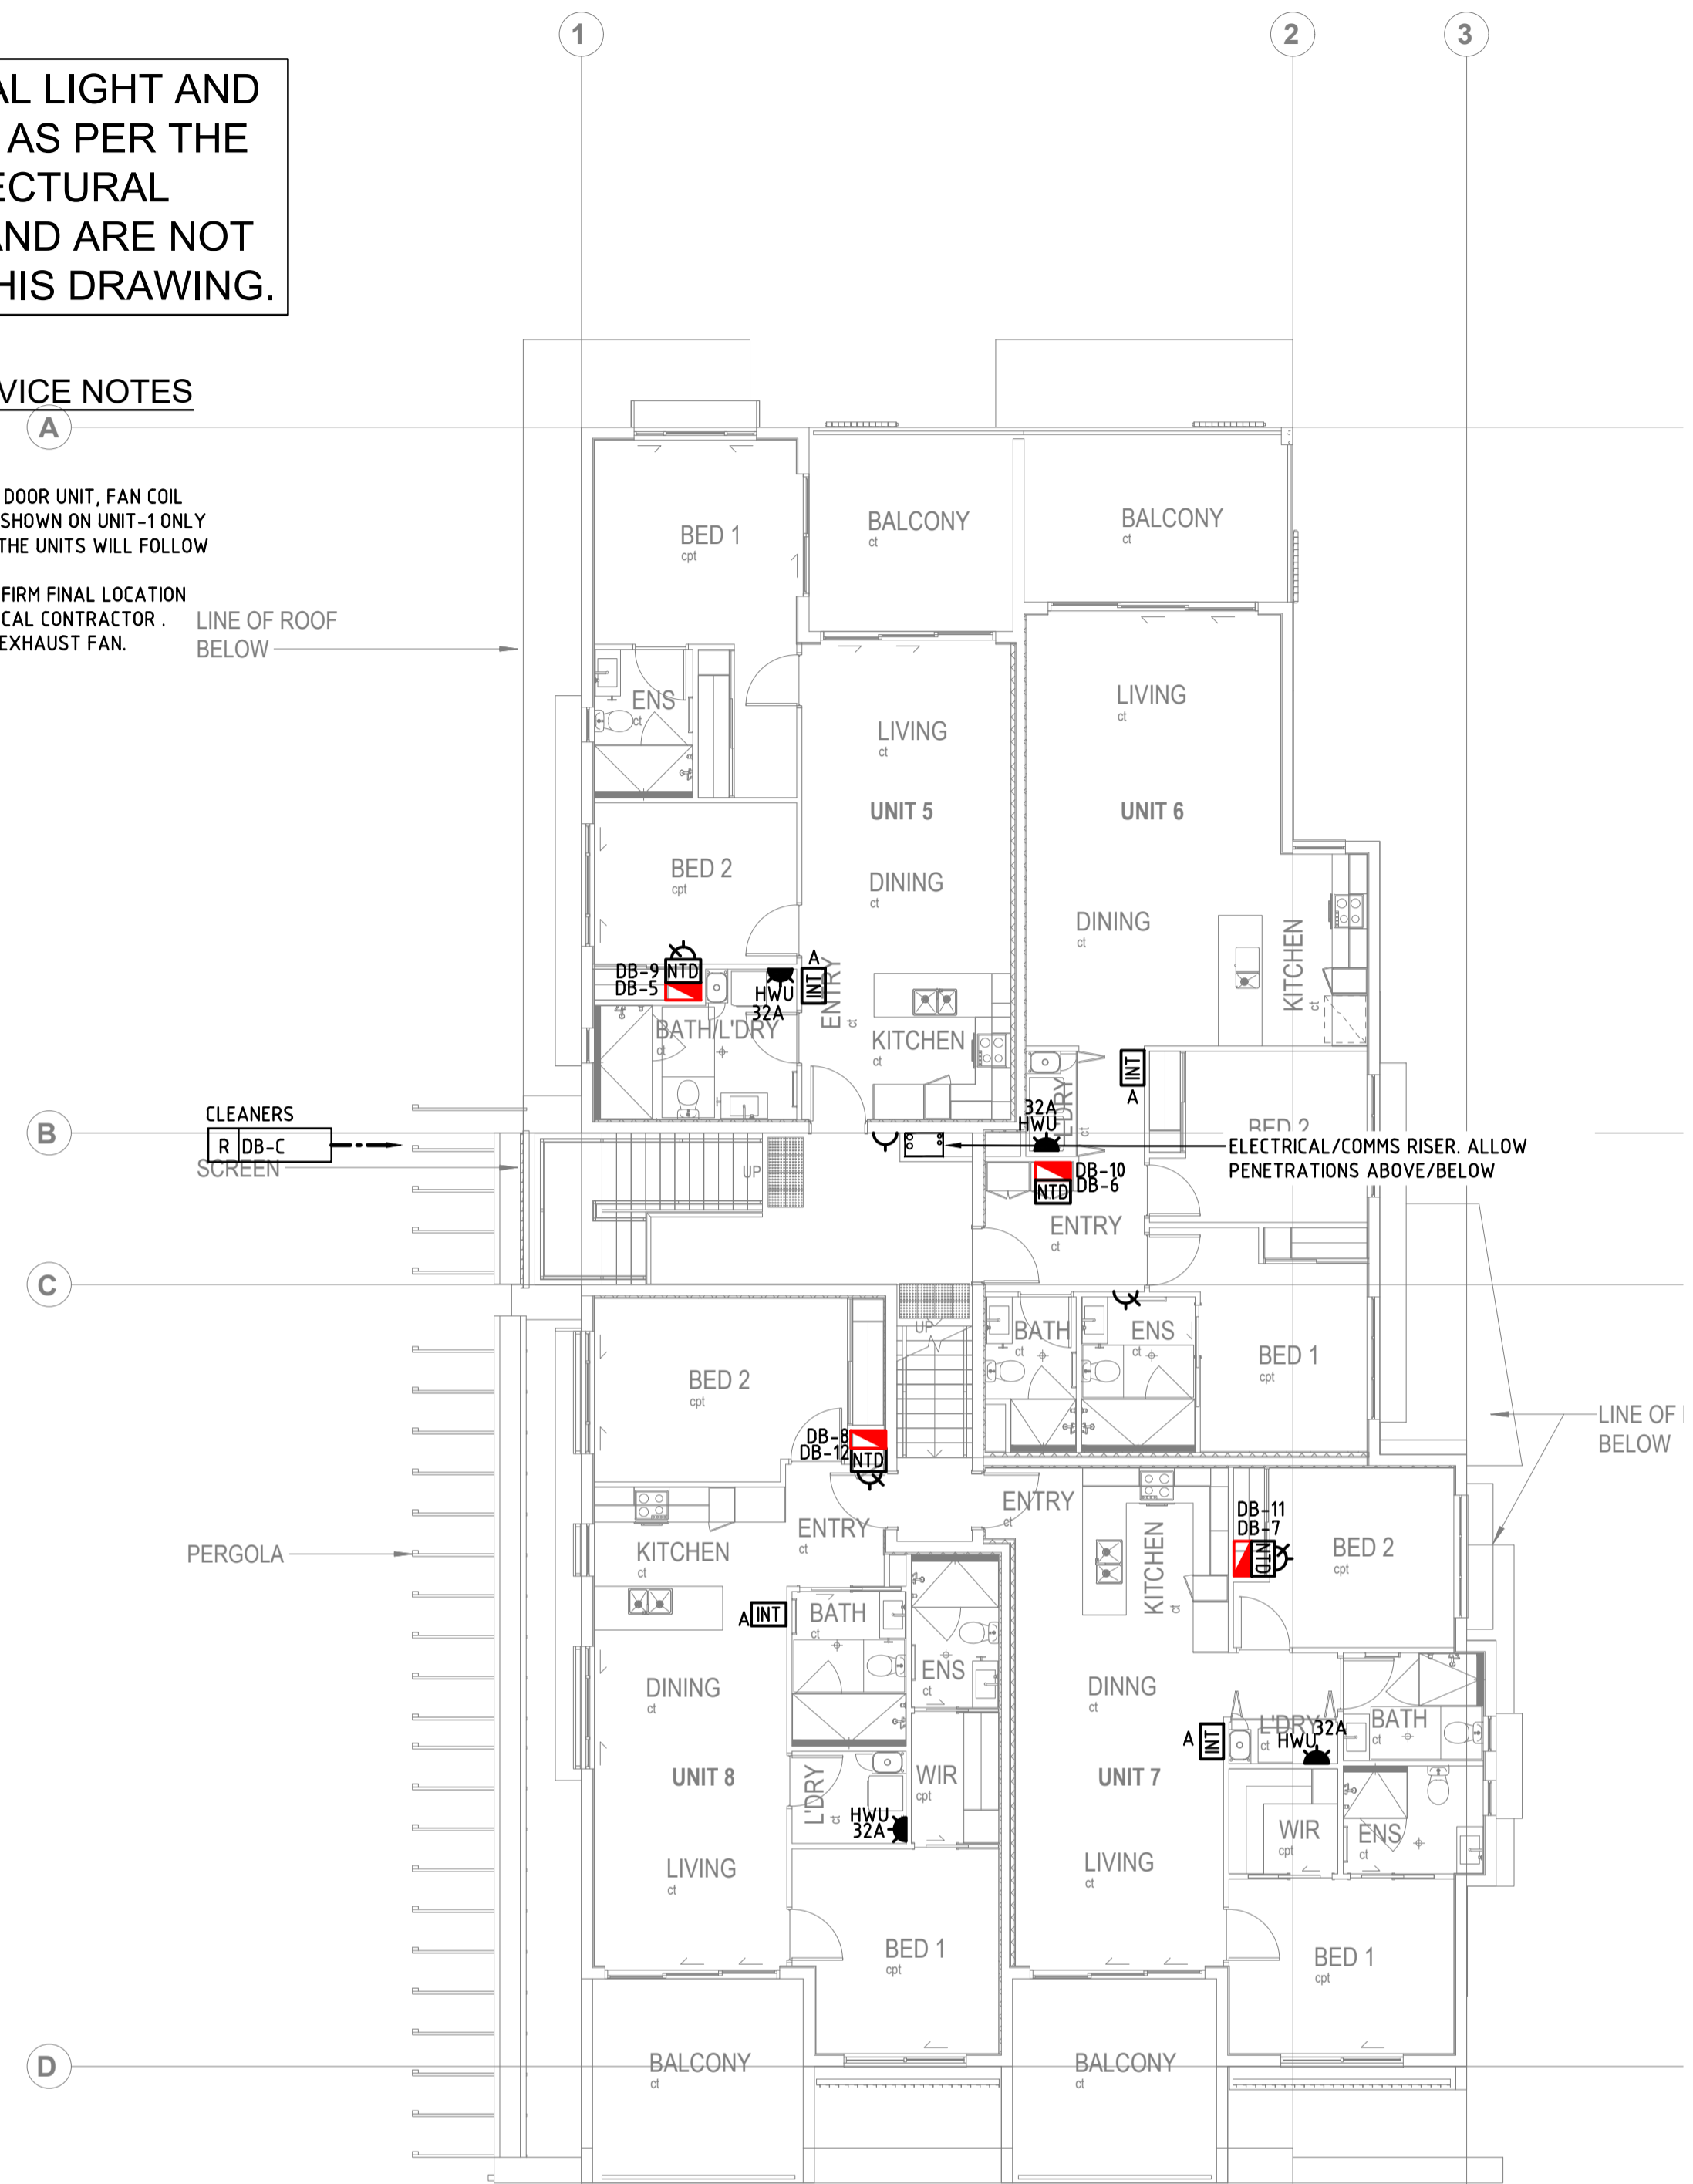 1
2
3
AL LIGHT AND
AS PER THE
ECTURAL
AND ARE NOT
HIS DRAWING.
VICE NOTES
A
DOOR UNIT, FAN COIL
SHOWN ON UNIT-1 ONLY
THE UNITS WILL FOLLOW
FIRM FINAL LOCATION
CAL CONTRACTOR .
EXHAUST FAN.
LINE OF ROOF
BELOW
BED 1
cpt
BALCONY
ct
BALCONY
ct
ENS
ct
LIVING
ct
LIVING
ct
UNIT 5
UNIT 6
BED 2
cpt
DINING
ct
DINING
ct
KITCHEN
ct
DB-9
DB-5
NTD
HWU
32A
A
INT
ENTRY
ct
BATH/L'DRY
ct
KITCHEN
ct
INT
A
32A
HWU
L'DRY
ct
BED 2
CLEANERS
R DB-C
B
SCREEN
UP
ELECTRICAL/COMMS RISER. ALLOW
PENETRATIONS ABOVE/BELOW
DB-10
DB-6
NTD
ENTRY
ct
C
UP
BATH
ct
ENS
ct
BED 1
cpt
BED 2
cpt
LINE OF
BELOW
DB-8
DB-12
NTD
ENTRY
ct
ENTRY
ct
DB-11
DB-7
NTD
BED 2
cpt
PERGOLA
KITCHEN
ct
KITCHEN
ct
A INT
BATH
ct
ENS
ct
DINING
ct
DINNG
ct
A
INT
L'DRY
ct
32A
HWU
BATH
ct
UNIT 8
UNIT 7
L'DRY
ct
WIR
cpt
HWU
32A
WIR
cpt
ENS
ct
LIVING
ct
LIVING
ct
BED 1
cpt
BED 1
cpt
D
BALCONY
ct
BALCONY
ct